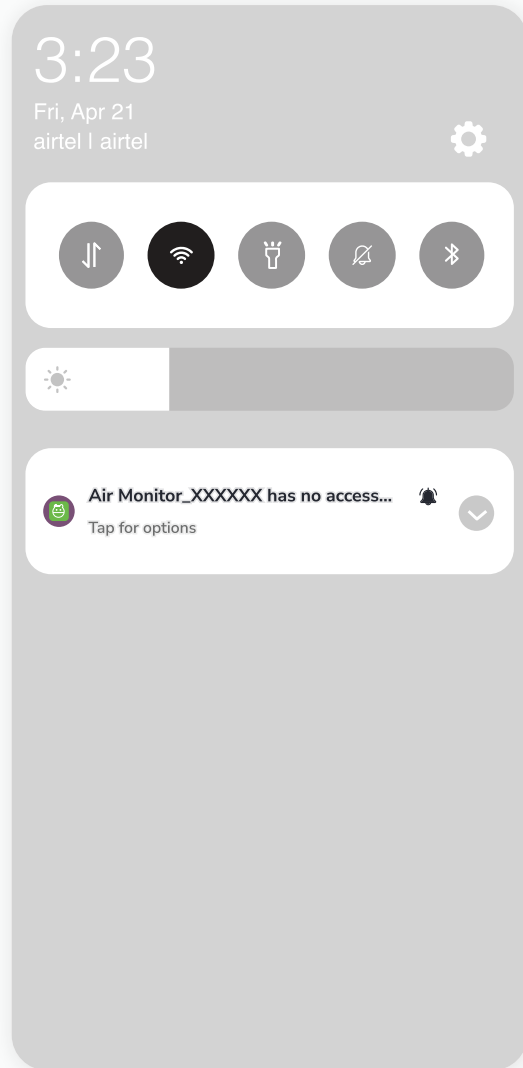 3:23
Fri, Apr 21
airtel | airtel
Air Monitor_XXXXXX has no access...
Tap for options